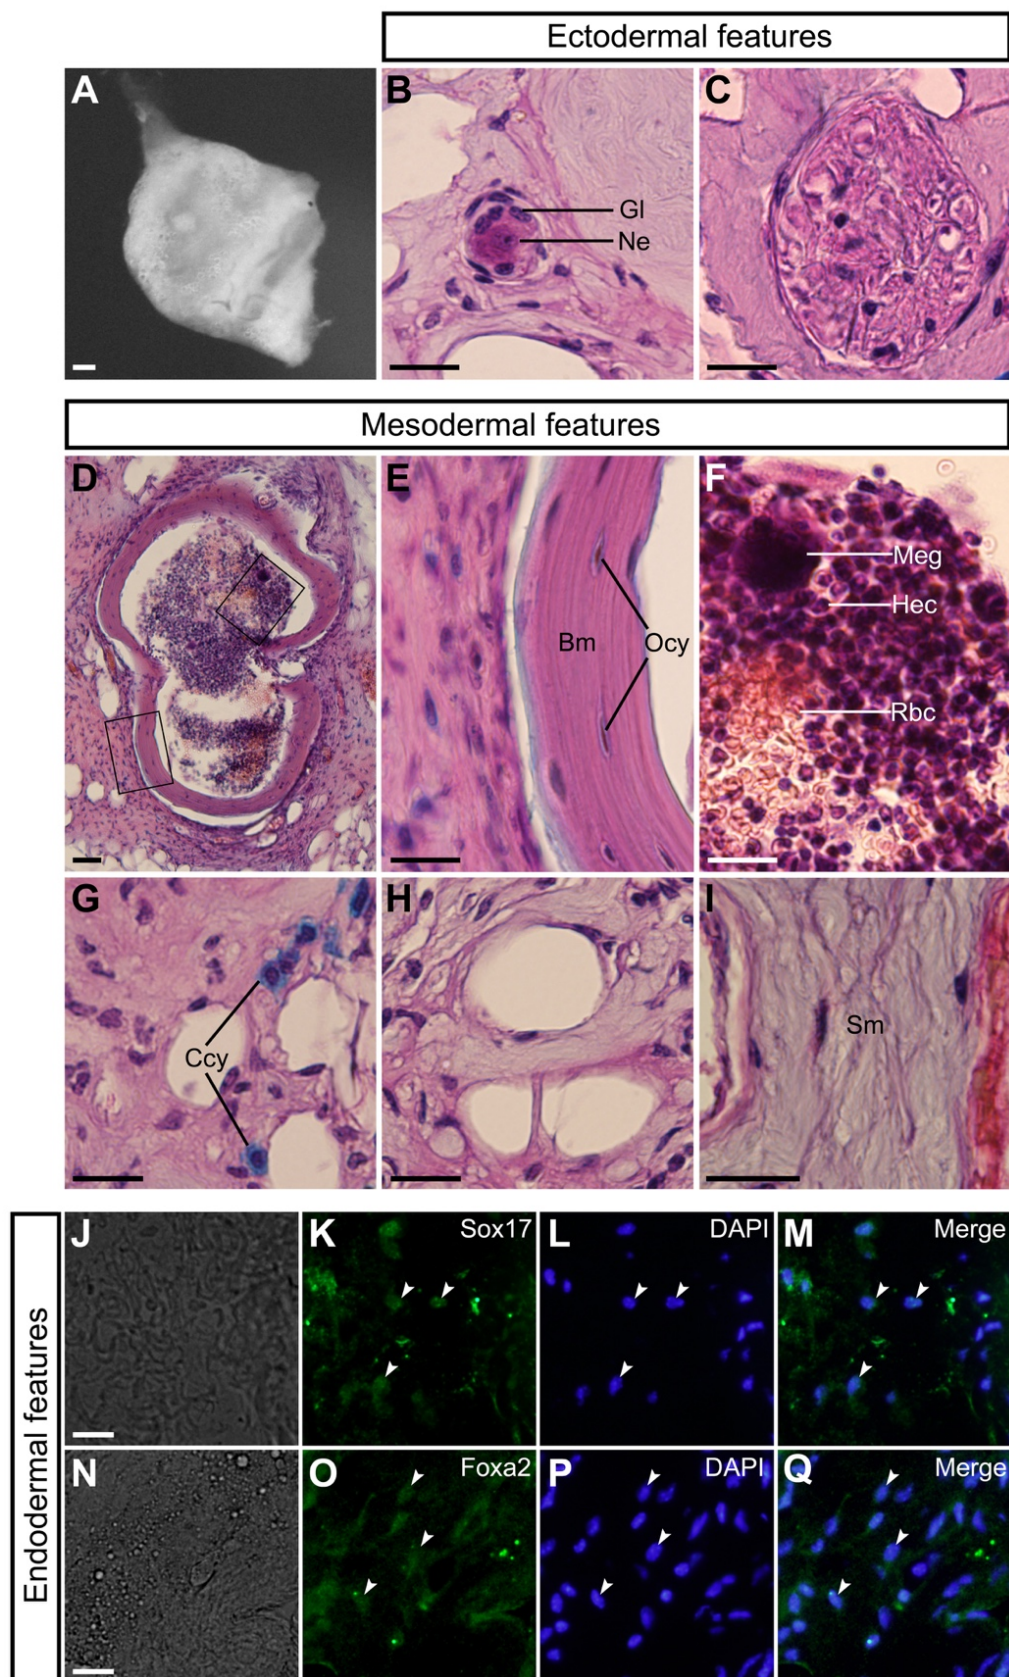 Ectodermal features
A
B
C
Gl
Ne
Mesodermal features
D
E
F
Bm
Ocy
Meg
Hec
Rbc
G
H
I
Ccy
Sm
Endodermal features
J
K
Sox17
L
DAPI
M
Merge
N
O
Foxa2
P
DAPI
Q
Merge